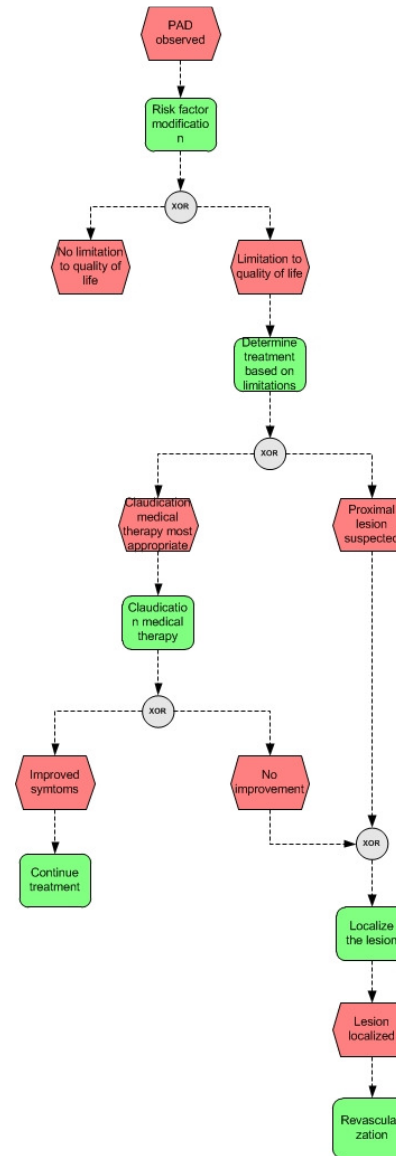 PAD
observed
Risk factor
modificatio
n
XOR
No limitation
to quality of
life
Limitation to
quality of life
Determine
treatment
based on
limitations
XOR
Claudication
medical
therapy most
appropriate
Proximal
lesion
suspected
Claudicatio
n medical
therapy
XOR
Improved
symtoms
No
improvement
XOR
Continue
treatment
Localize
the lesion
Lesion
localized
Revascula
zation